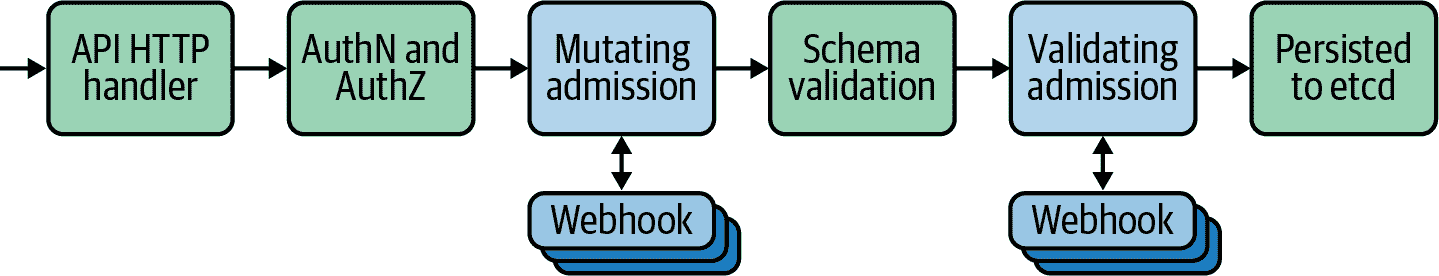 API HTTP
handler
AuthN and
AuthZ
Mutating
admission
Schema
validation
Validating
admission
Persisted
to etcd
Webhook
Webhook